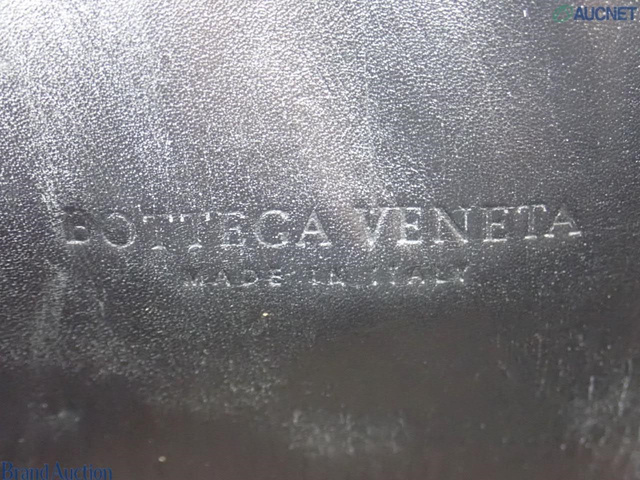 AUCNET
BOTTEGA VENETA
MADE IN ITALY
Brand Auction